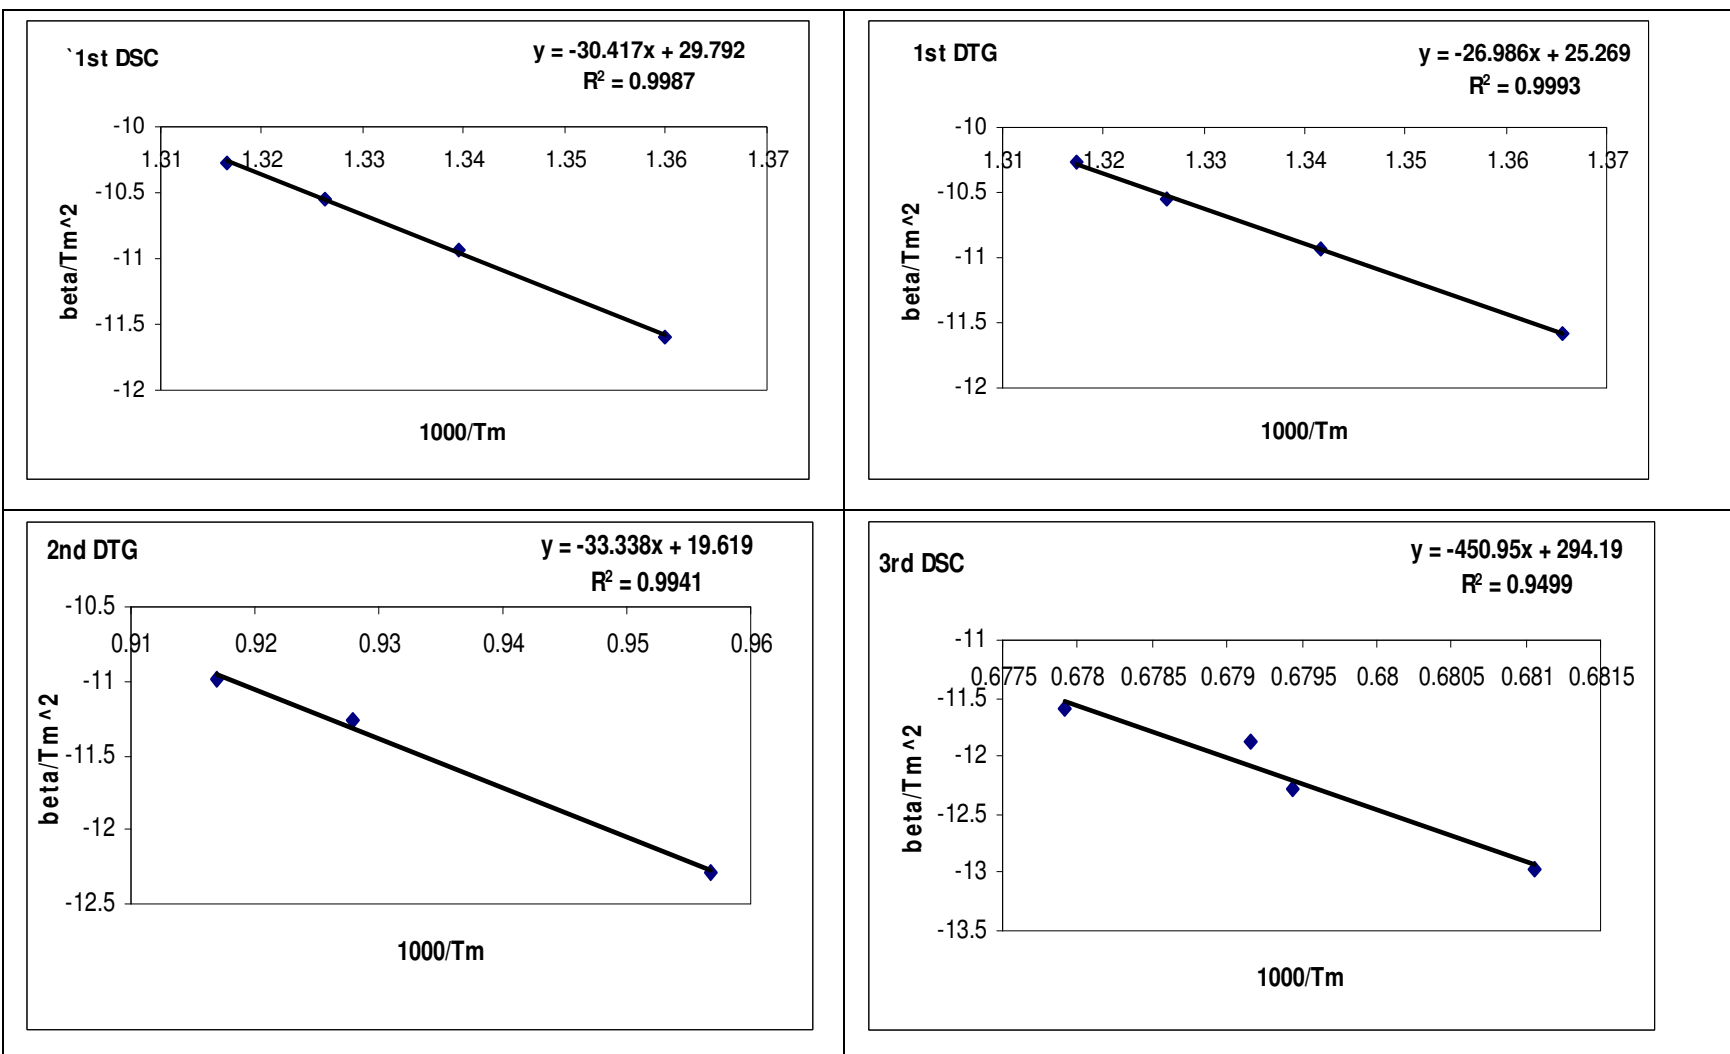 `1st DSC
y = -30.417x + 29.792
R² = 0.9987
-10
1.31 1.32 1.33 1.34 1.35 1.36 1.37
-10.5
-11
-11.5
-12
beta/Tm^2
1000/Tm
1st DTG
y = -26.986x + 25.269
R² = 0.9993
-10
1.31 1.32 1.33 1.34 1.35 1.36 1.37
-10.5
-11
-11.5
-12
beta/Tm^2
1000/Tm
2nd DTG
y = -33.338x + 19.619
R² = 0.9941
-10.5
0.91 0.92 0.93 0.94 0.95 0.96
-11
-11.5
-12
-12.5
beta/Tm^2
1000/Tm
3rd DSC
y = -450.95x + 294.19
R² = 0.9499
-11
0.6775 0.678 0.6785 0.679 0.6795 0.68 0.6805 0.681 0.6815
-11.5
-12
-12.5
-13
-13.5
beta/Tm^2
1000/Tm